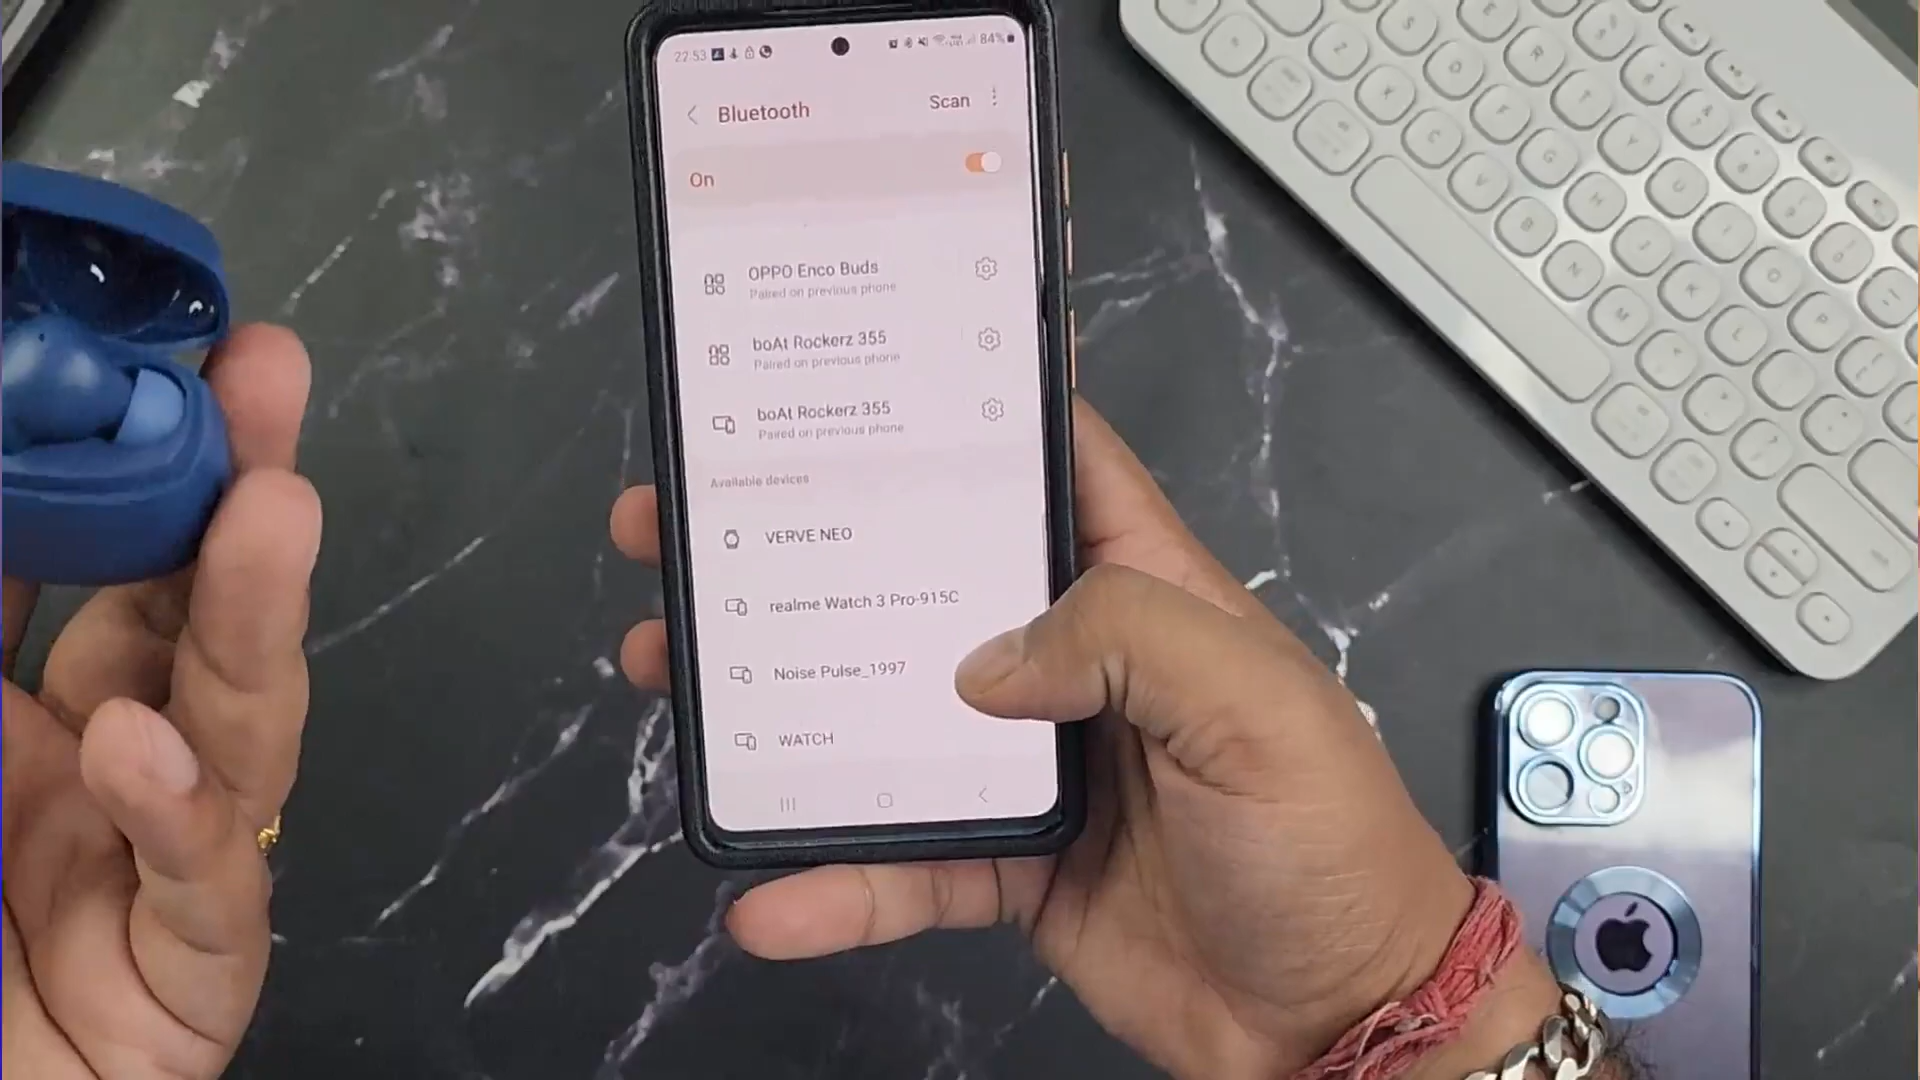 22:53 84%
Bluetooth Scan
On
OPPO Enco Buds
Paired on previous phone
boAt Rockerz 355
Paired on previous phone
boAt Rockerz 355
Paired on previous phone
Available devices
VERVE NEO
realme Watch 3 Pro-915C
Noise Pulse_1997
WATCH